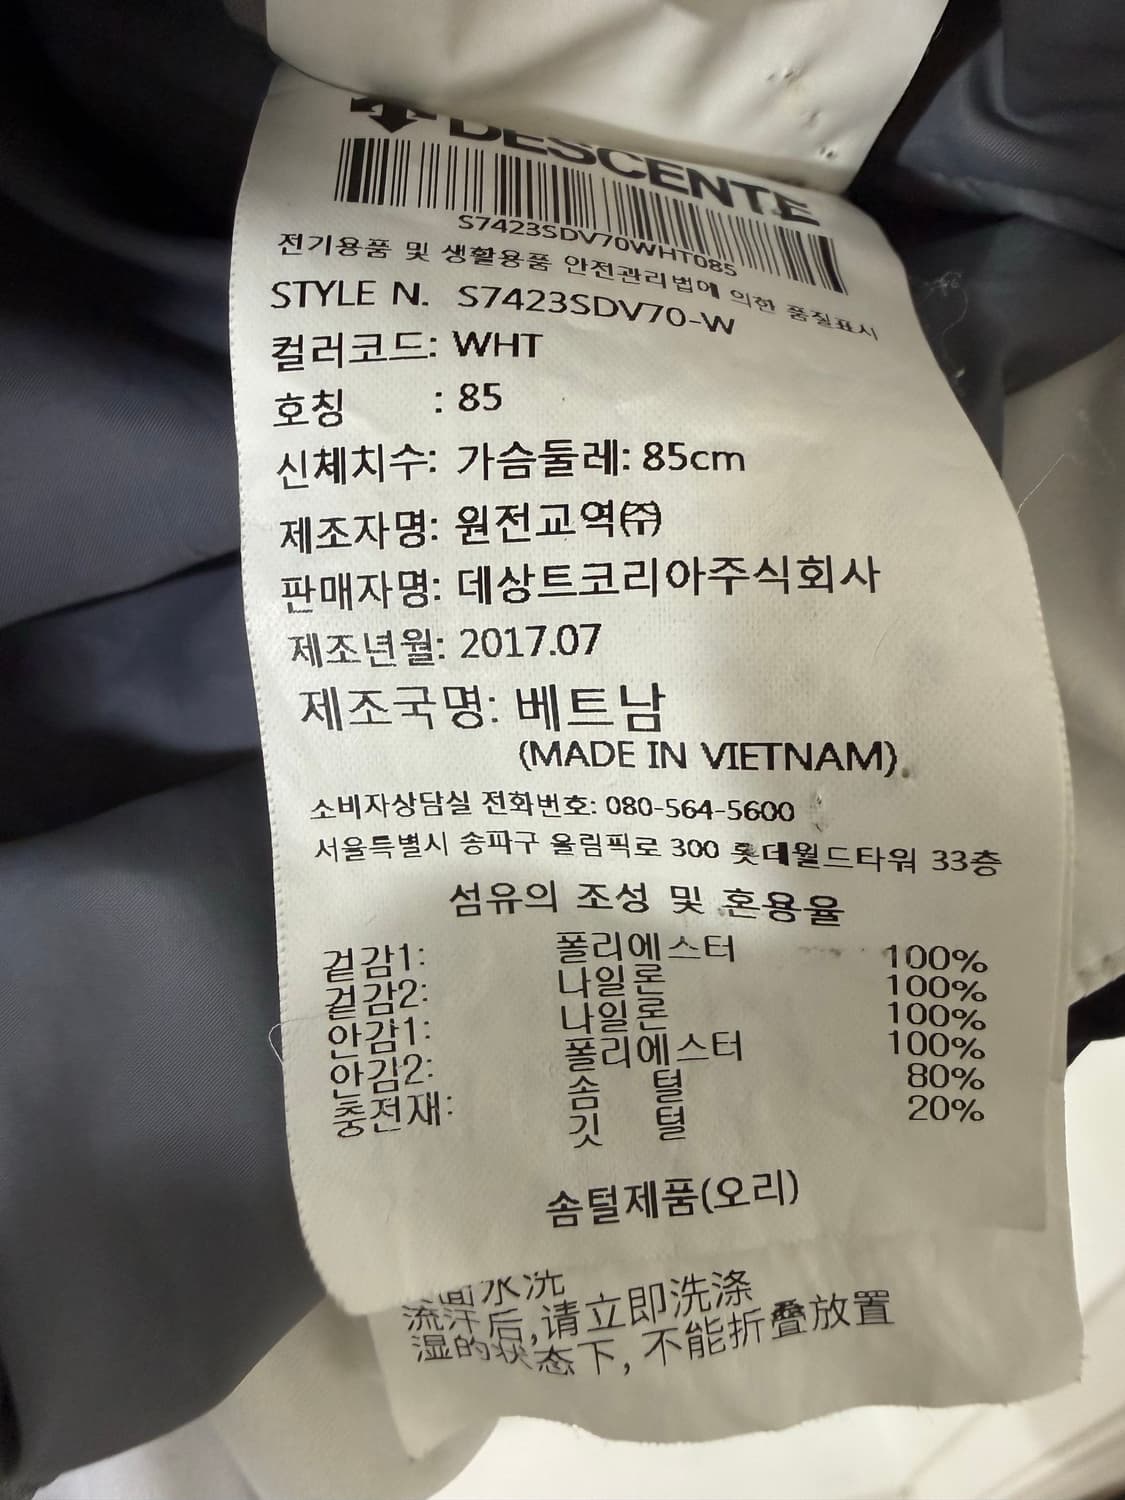 DESCENTE
S7423SDV70WHT085
전기용품 및 생활용품 안전관리법에 의한 품질표시
STYLE N. S7423SDV70-W
컬러코드: WHT
호칭 : 85
신체치수: 가슴둘레: 85cm
제조자명: 원전교역㈜
판매자명: 데상트코리아주식회사
제조년월: 2017.07
제조국명: 베트남
(MADE IN VIETNAM)
소비자상담실 전화번호: 080-564-5600
서울특별시 송파구 올림픽로 300 롯데월드타워 33층
섬유의 조성 및 혼용율
겉감1: 폴리에스터 100%
겉감2: 나일론 100%
안감1: 나일론 100%
안감2: 폴리에스터 100%
충전재: 솜 털 80%
깃 털 20%
솜털제품(오리)
面水洗
流汗后,请立即洗涤
湿的状态下,不能折叠放置